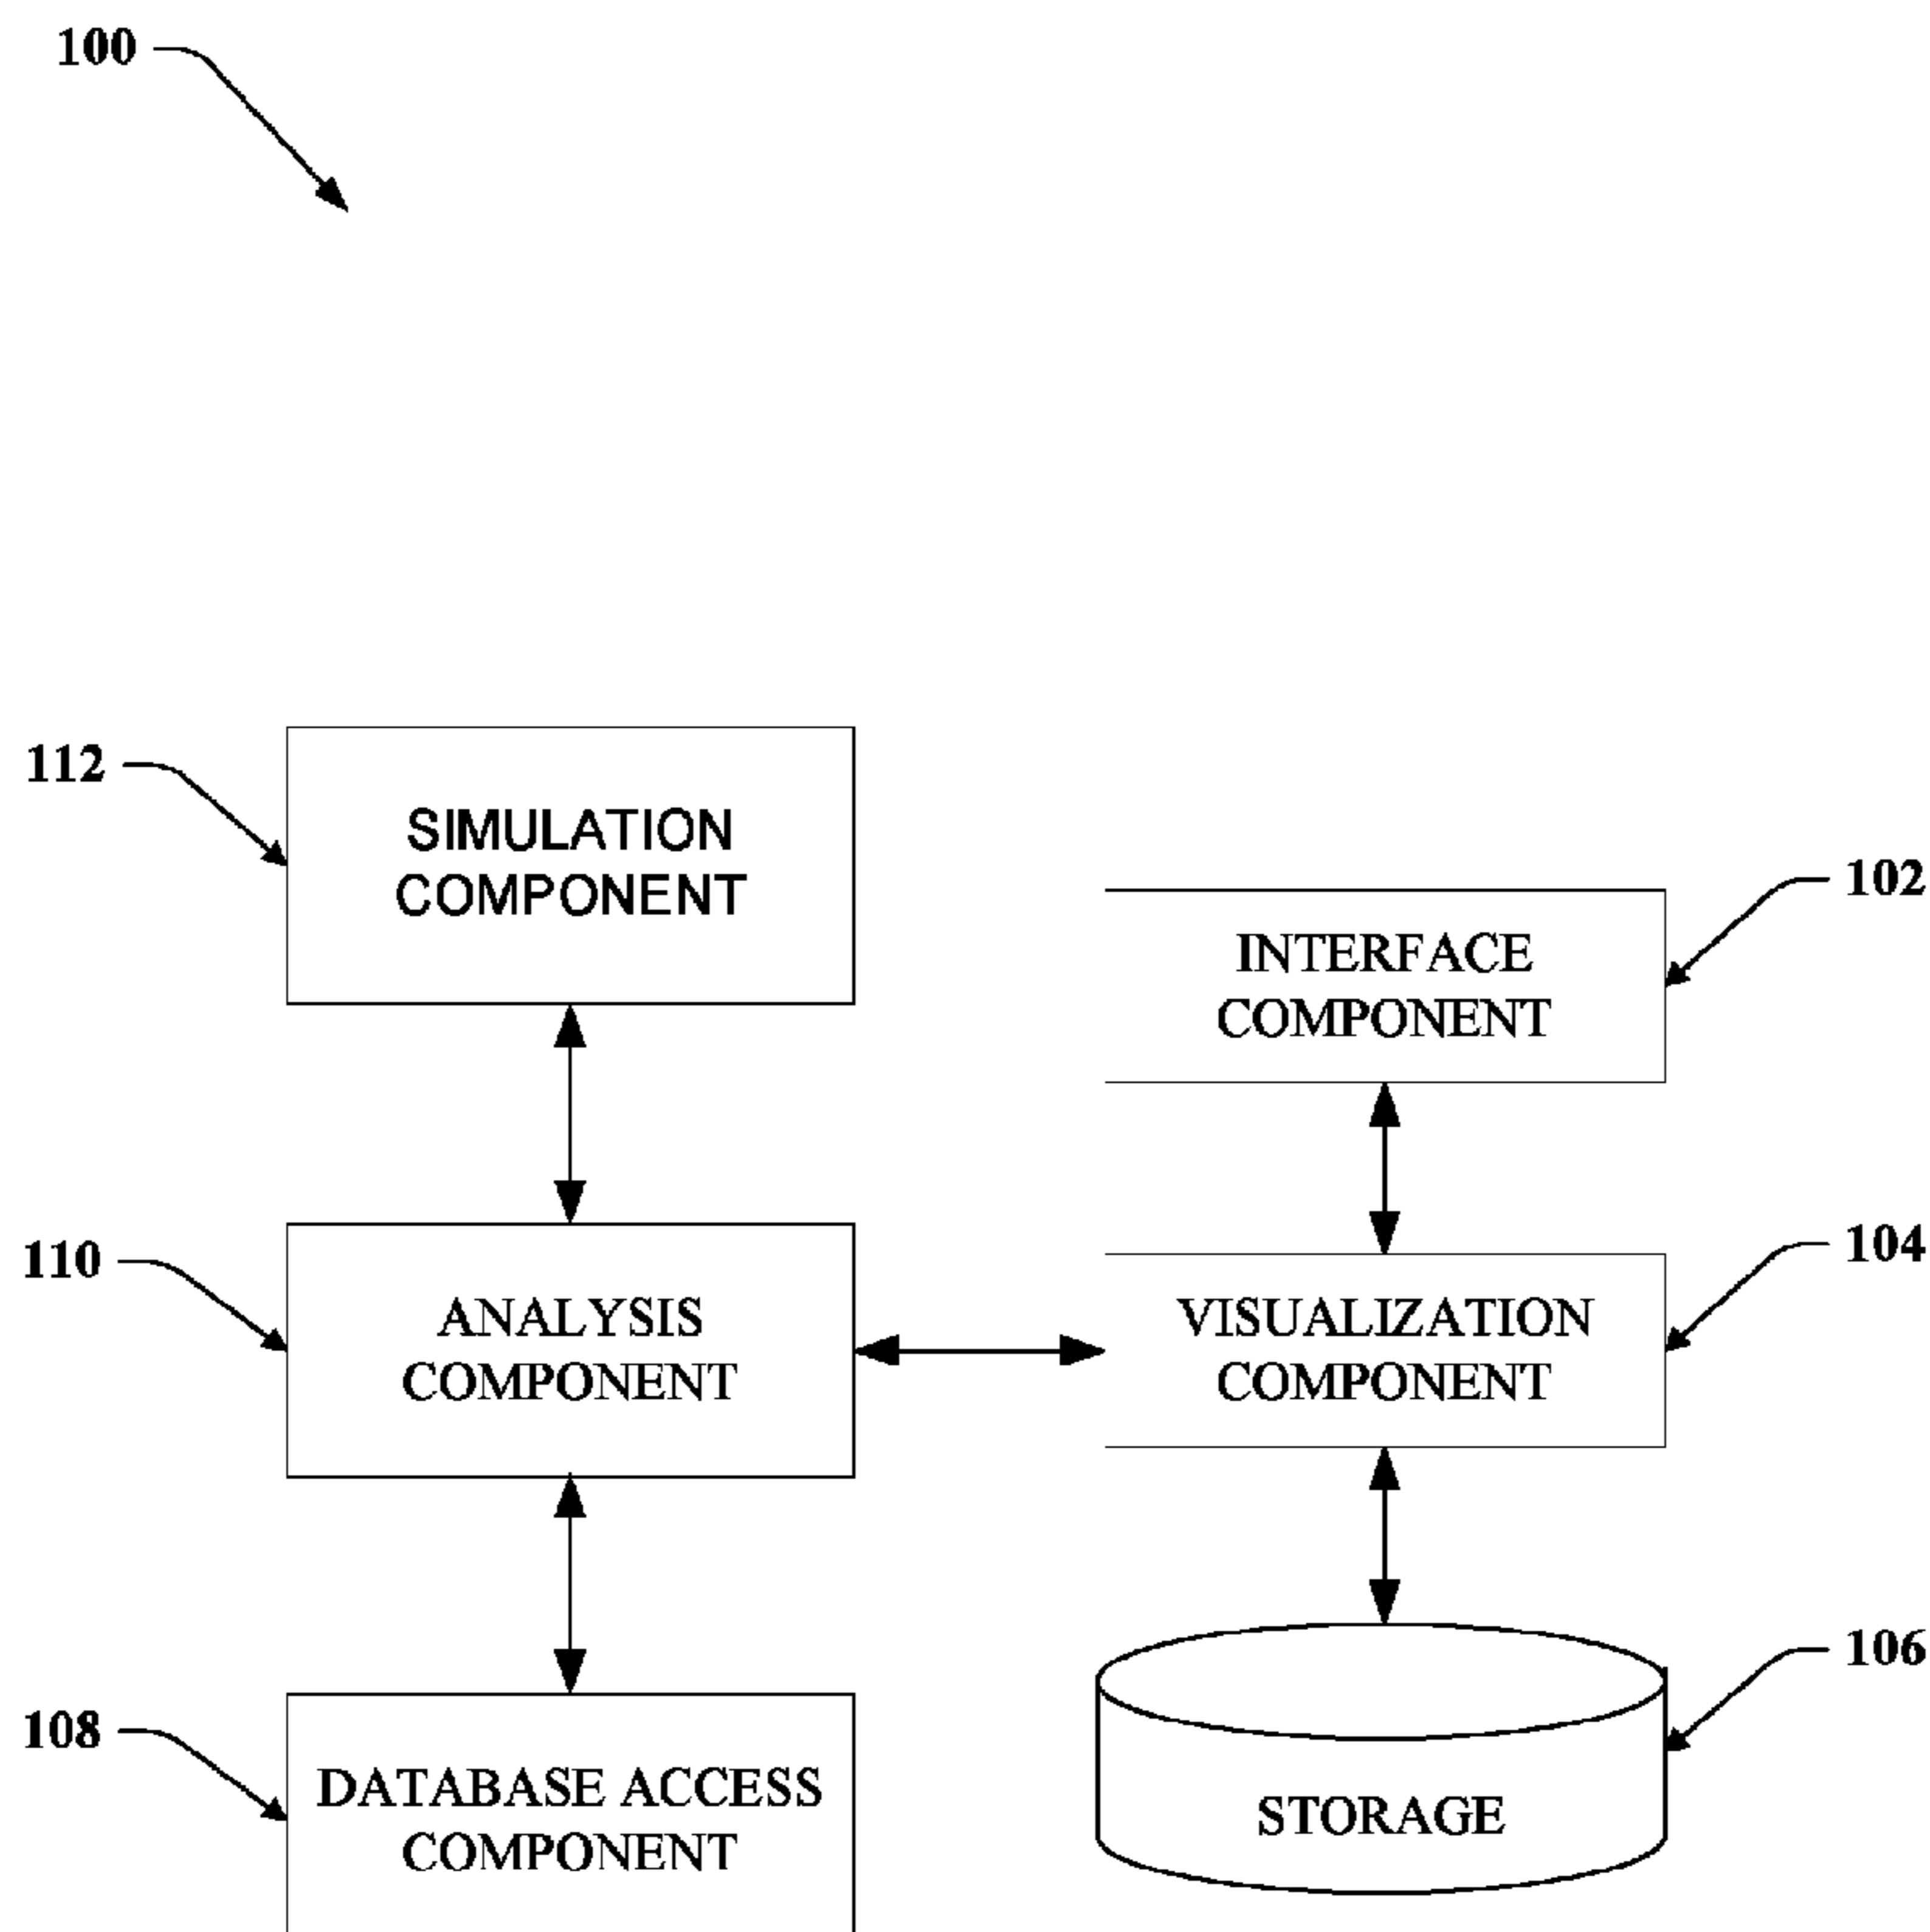 100
112
SIMULATION
COMPONENT
102
INTERFACE
COMPONENT
110
ANALYSIS
COMPONENT
104
VISUALIZATION
COMPONENT
106
STORAGE
108
DATABASE ACCESS
COMPONENT